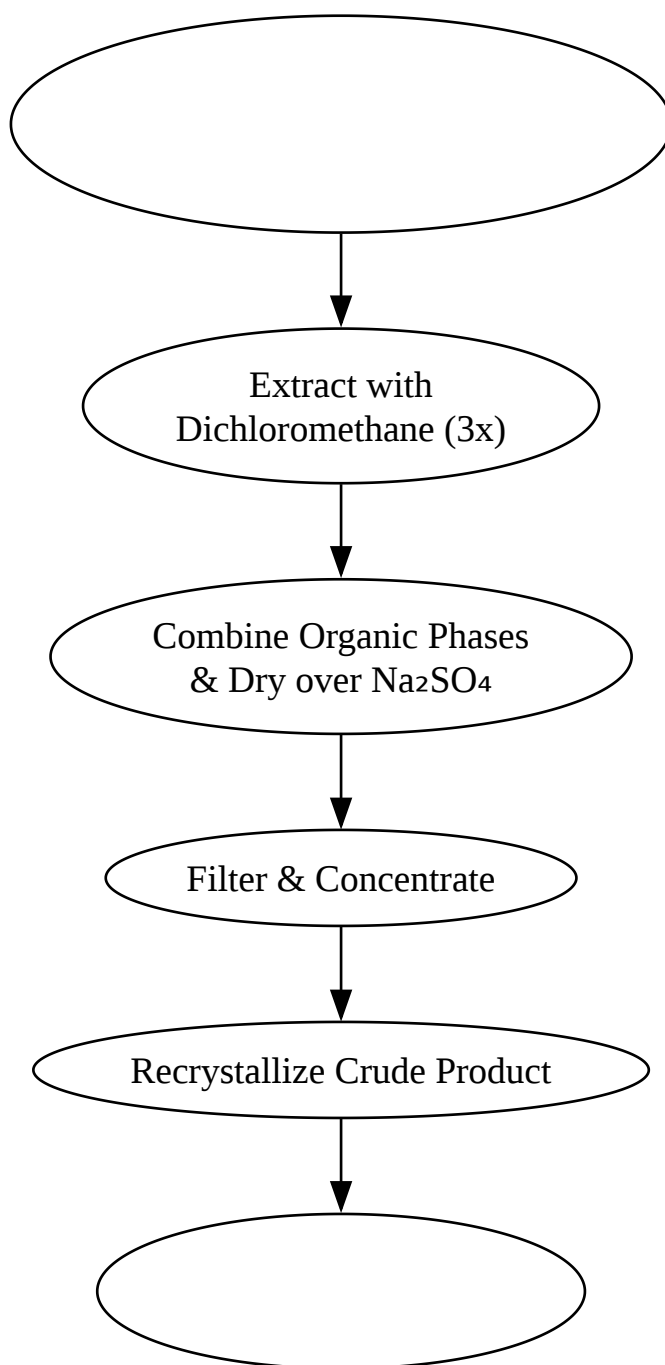 Extract with
Dichloromethane (3x)
Combine Organic Phases
& Dry over Na₂SO₄
Filter & Concentrate
Recrystallize Crude Product